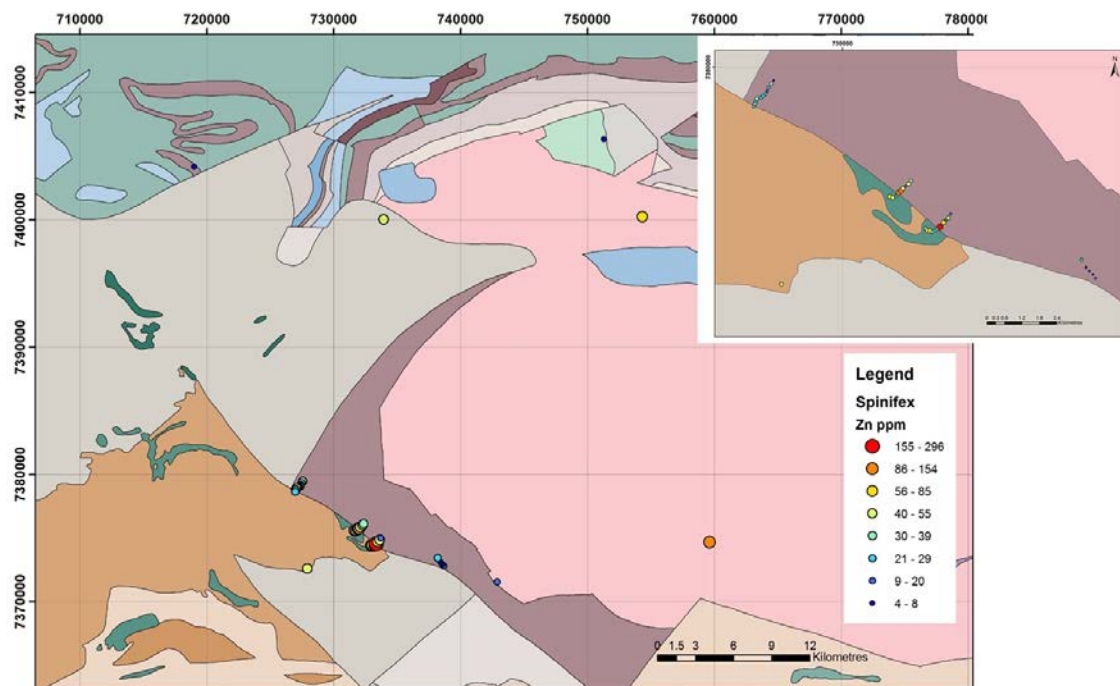 710000 720000 730000 740000 750000 760000 770000 780000
7410000
7400000
7390000
7380000
7370000
N
Legend
Spinifex
Zn ppm
155 - 296
86 - 154
56 - 85
40 - 55
30 - 39
21 - 29
9 - 20
4 - 8
0 1.5 3 6 9 12
Kilometres